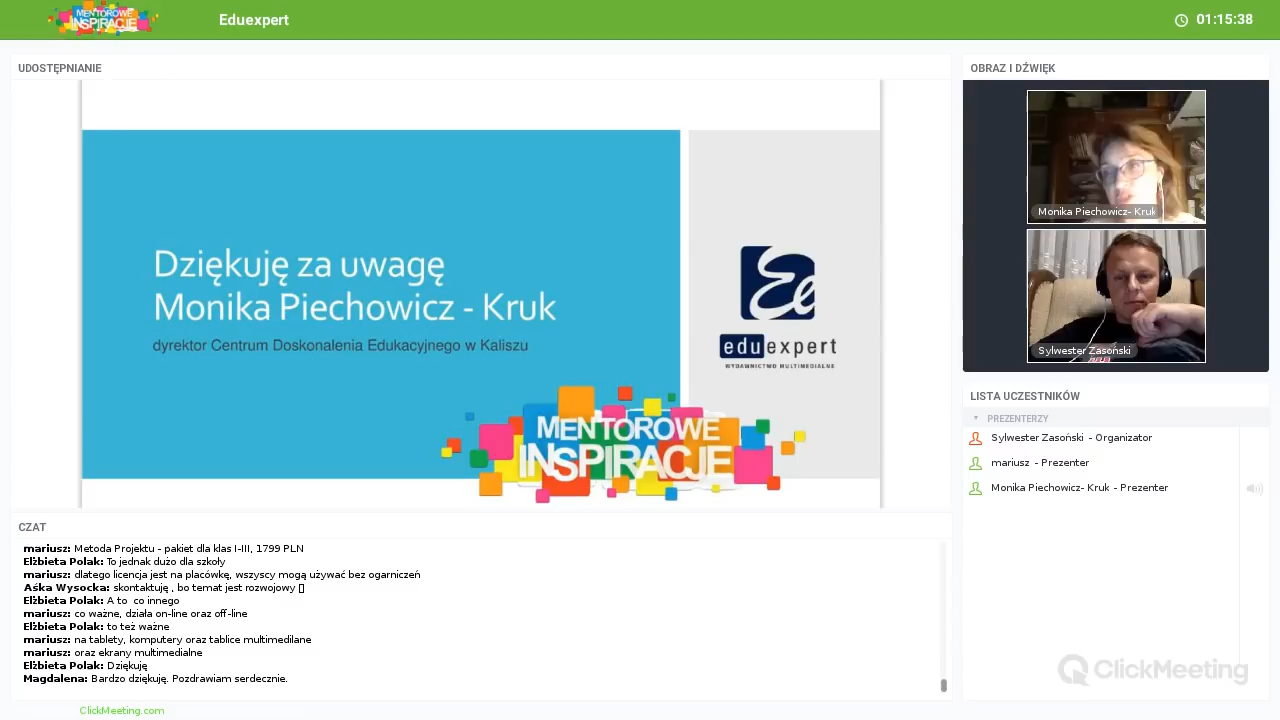 MENTOROWE
INSPIRACJE
Eduexpert
01:15:38
UDOSTĘPNIANIE
Dziękuję za uwagę
Monika Piechowicz - Kruk
dyrektor Centrum Doskonalenia Edukacyjnego w Kaliszu
eduexpert
WYDAWNICTWO MULTIMEDIALNE
MENTOROWE
INSPIRACJE
CZAT
mariusz: Metoda Projektu - pakiet dla klas I-III, 1799 PLN
Elżbieta Polak: To jednak dużo dla szkoły
mariusz: dlatego licencja jest na placówkę, wszyscy mogą używać bez ogarniczeń
Aśka Wysocka: skontaktuję , bo temat jest rozwojowy
Elżbieta Polak: A to co innego
mariusz: co ważne, działa on-line oraz off-line
Elżbieta Polak: to też ważne
mariusz: na tablety, komputery oraz tablice multimedilane
mariusz: oraz ekrany multimedialne
Elżbieta Polak: Dziękuję
Magdalena: Bardzo dziękuję. Pozdrawiam serdecznie.
ClickMeeting.com
OBRAZ I DŹWIĘK
Monika Piechowicz- Kruk
Sylwester Zasoński
LISTA UCZESTNIKÓW
PREZENTERZY
Sylwester Zasoński - Organizator
mariusz - Prezenter
Monika Piechowicz- Kruk - Prezenter
ClickMeeting